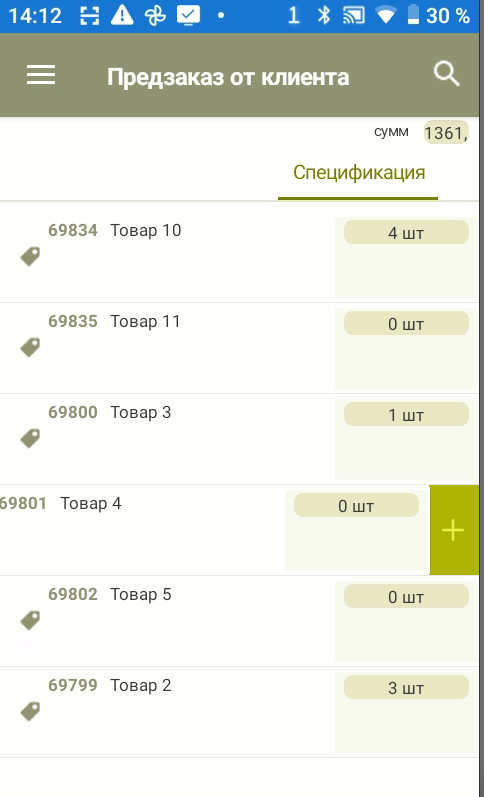 14:12 1 30 %
Предзаказ от клиента
сумм 1361,
Спецификация
69834 Товар 10 4 шт
69835 Товар 11 0 шт
69800 Товар 3 1 шт
69801 Товар 4 0 шт
69802 Товар 5 0 шт
69799 Товар 2 3 шт